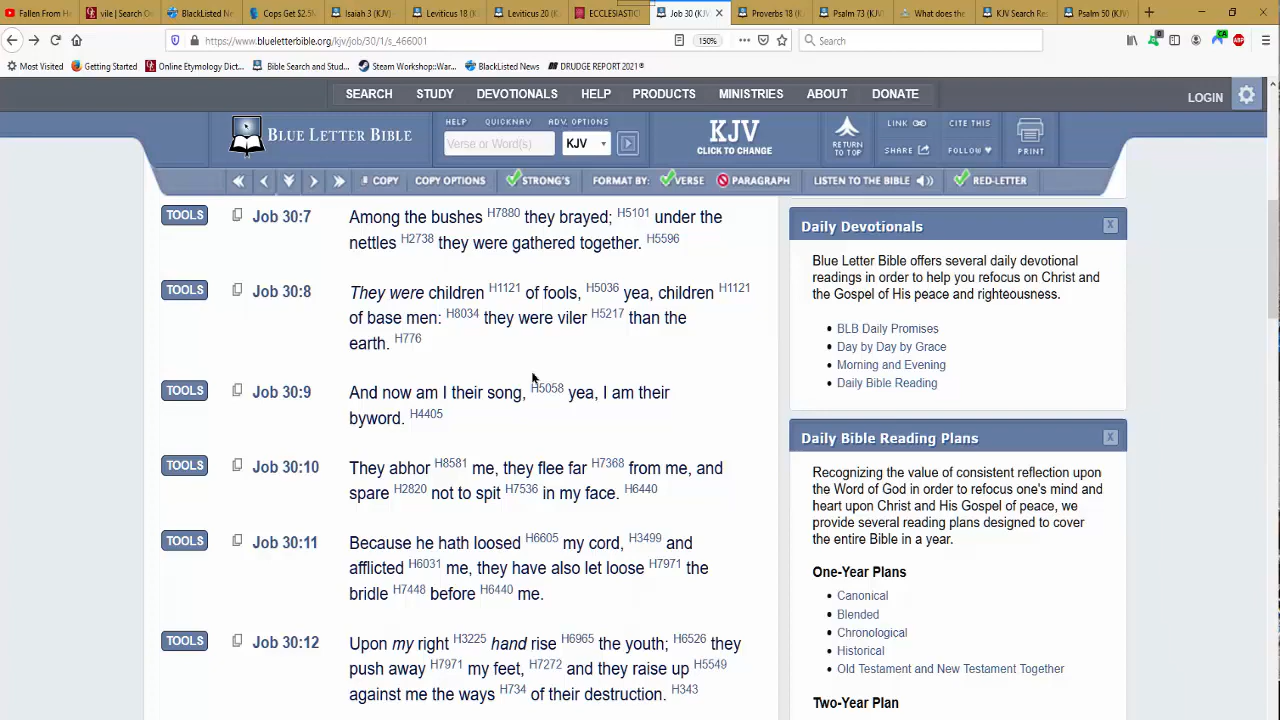 Fallen From H
vile | Onlin
BlackListed Ne
Cops Get $2.5M
Isaiah 3 (KJV)
Leviticus 18 (
Leviticus 20 (
ECCLESIASTIC
Job 30 (KJV)
Proverbs 18 (
Psalm 73 (KJV
What does the
KJV Search Res
Psalm 50 (KJV
https://www.blueletterbible.org/kjv/job/30/1/s_466001
150%
Search
Most Visited
Getting Started
Online Etymology Dict...
Bible Search and Stud...
Steam Workshop::War...
BlackListed News
DRUDGE REPORT 2021®
SEARCH STUDY DEVOTIONALS HELP PRODUCTS MINISTRIES ABOUT DONATE
LOGIN
BLUE LETTER BIBLE
HELP QUICKNAV ADV. OPTIONS
Verse or Word(s)
KJV
KJV
CLICK TO CHANGE
RETURN
TO TOP
LINK
SHARE
CITE THIS
FOLLOW
PRINT
COPY COPY OPTIONS STRONG'S FORMAT BY: VERSE PARAGRAPH LISTEN TO THE BIBLE RED-LETTER
TOOLS Job 30:7 Among the bushes H7880 they brayed; H5101 under the
nettles H2738 they were gathered together. H5596
TOOLS Job 30:8 They were children H1121 of fools, H5036 yea, children H1121
of base men: H8034 they were viler H5217 than the
earth. H776
TOOLS Job 30:9 And now am I their song, H5058 yea, I am their
byword. H4405
TOOLS Job 30:10 They abhor H8581 me, they flee far H7368 from me, and
spare H2820 not to spit H7536 in my face. H6440
TOOLS Job 30:11 Because he hath loosed H6605 my cord, H3499 and
afflicted H6031 me, they have also let loose H7971 the
bridle H7448 before H6440 me.
TOOLS Job 30:12 Upon my right H3225 hand rise H6965 the youth; H6526 they
push away H7971 my feet, H7272 and they raise up H5549
against me the ways H734 of their destruction. H343
Daily Devotionals
X
Blue Letter Bible offers several daily devotional
readings in order to help you refocus on Christ and
the Gospel of His peace and righteousness.
BLB Daily Promises
Day by Day by Grace
Morning and Evening
Daily Bible Reading
Daily Bible Reading Plans
X
Recognizing the value of consistent reflection upon
the Word of God in order to refocus one's mind and
heart upon Christ and His Gospel of peace, we
provide several reading plans designed to cover
the entire Bible in a year.
One-Year Plans
Canonical
Blended
Chronological
Historical
Old Testament and New Testament Together
Two-Year Plan